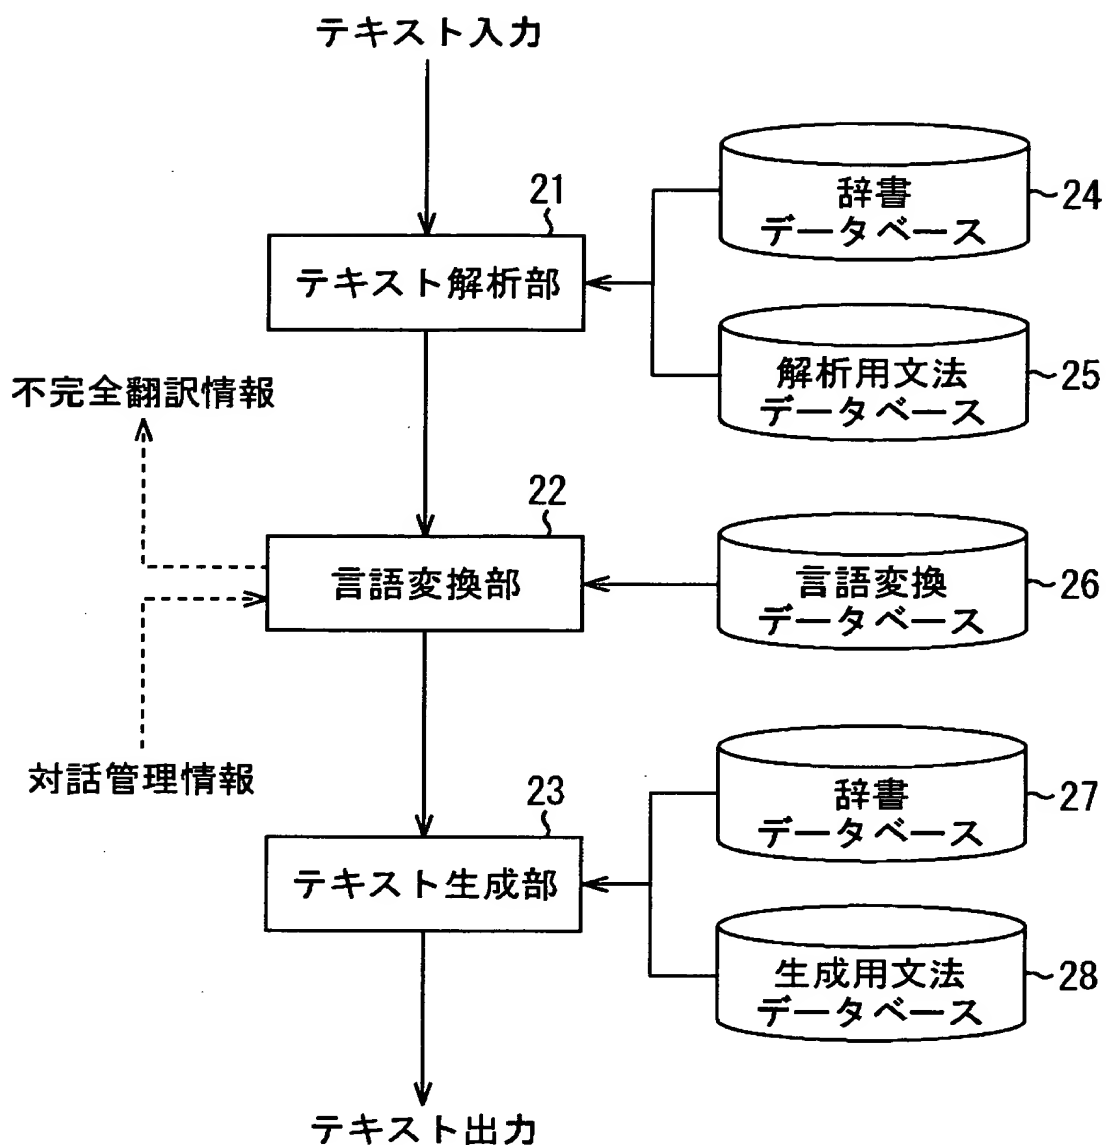 テキスト入力
21
テキスト解析部
辞書
データベース
24
解析用文法
データベース
25
不完全翻訳情報
22
言語変換部
言語変換
データベース
26
対話管理情報
23
テキスト生成部
辞書
データベース
27
生成用文法
データベース
28
テキスト出力